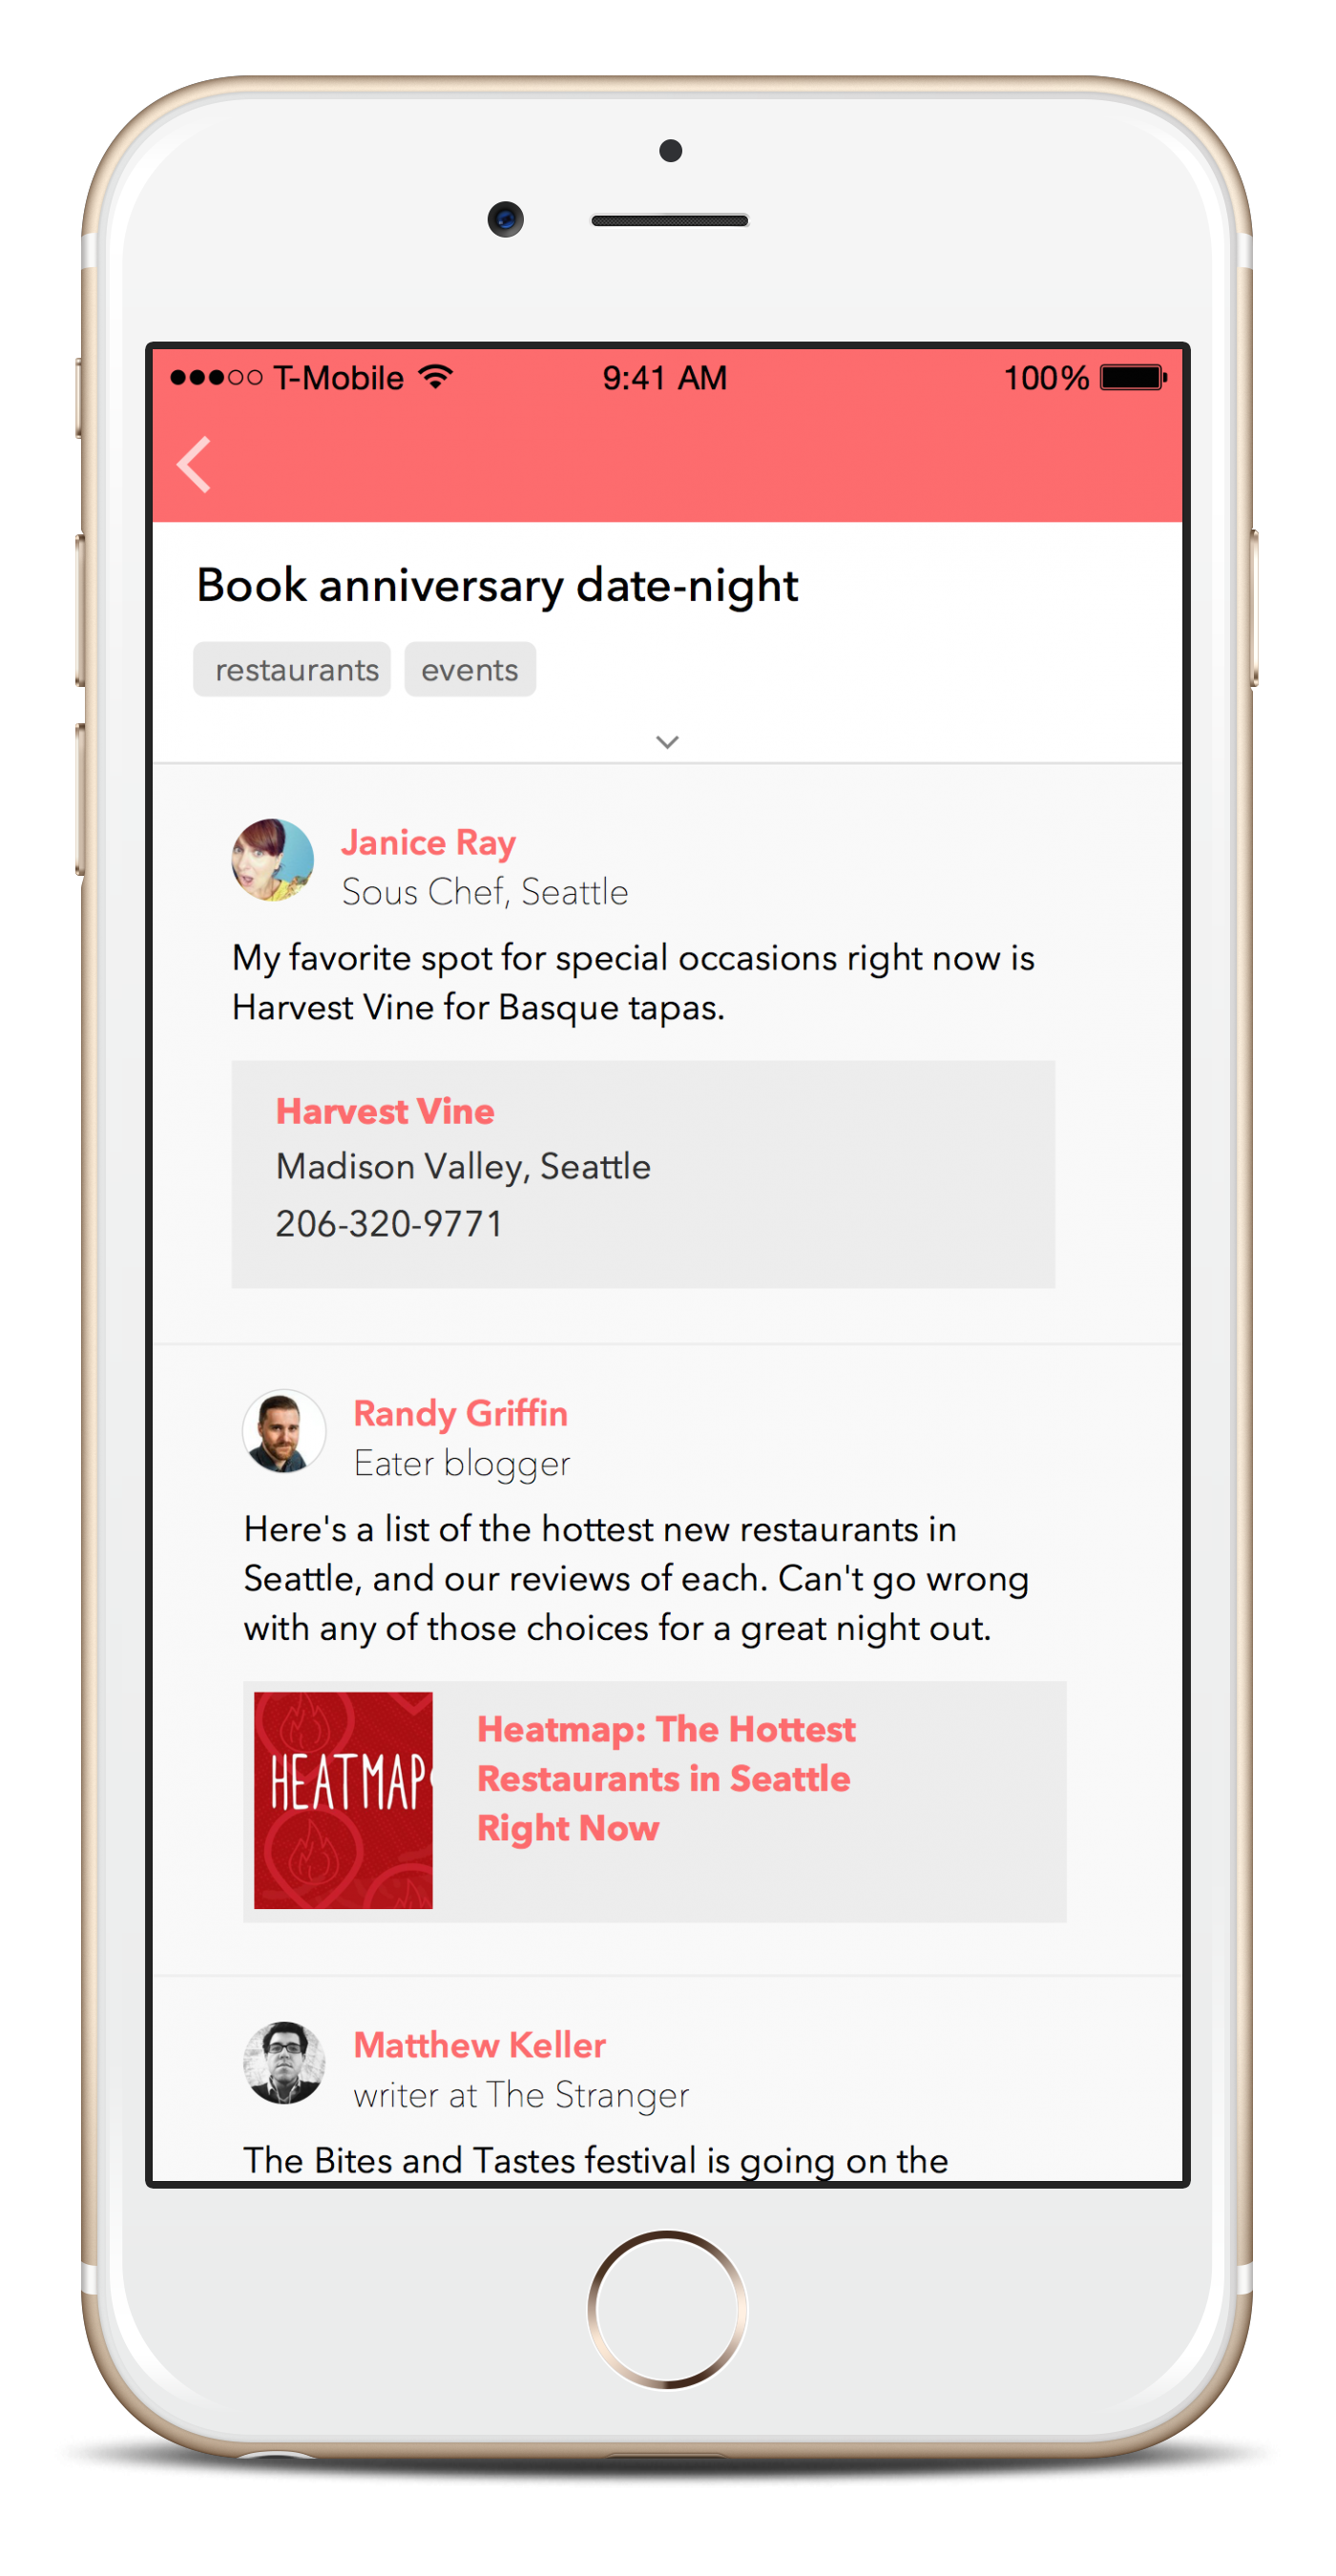 T-Mobile 9:41 AM 100%
Book anniversary date-night
restaurants events
Janice Ray
Sous Chef, Seattle
My favorite spot for special occasions right now is
Harvest Vine for Basque tapas.
Harvest Vine
Madison Valley, Seattle
206-320-9771
Randy Griffin
Eater blogger
Here's a list of the hottest new restaurants in
Seattle, and our reviews of each. Can't go wrong
with any of those choices for a great night out.
HEATMAP
Heatmap: The Hottest
Restaurants in Seattle
Right Now
Matthew Keller
writer at The Stranger
The Bites and Tastes festival is going on the